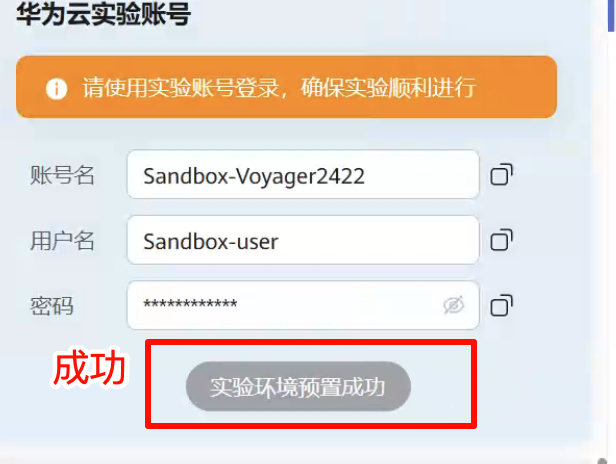 华为云实验账号
请使用实验账号登录，确保实验顺利进行
账号名 Sandbox-Voyager2422
用户名 Sandbox-user
密码 ************
成功 实验环境预置成功